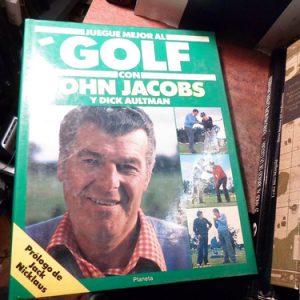 JUEGUE MEJOR AL
GOLF
CON
JOHN JACOBS
Y DICK AULTMAN
Prólogo de
Jack
Nicklaus
Planeta